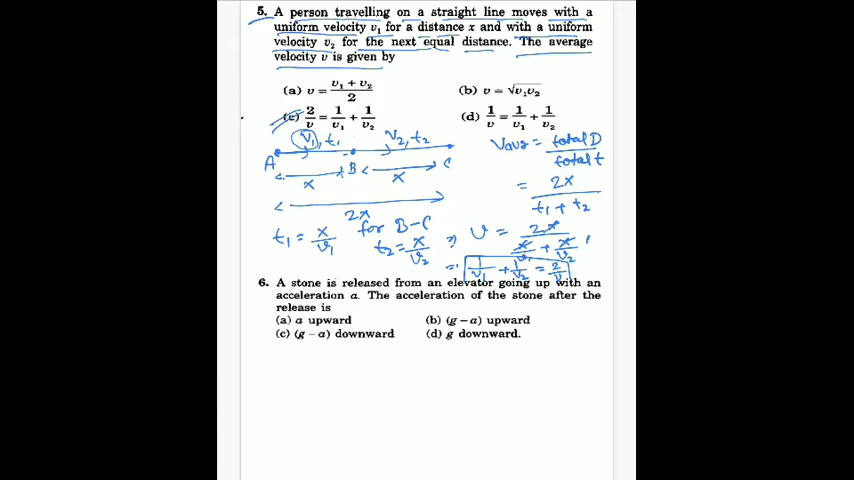 5. A person travelling on a straight line moves with a
uniform velocity v₁ for a distance x and with a uniform
velocity v₂ for the next equal distance. The average
velocity v is given by
(a) v = (v₁ + v₂)/2 (b) v = √v₁v₂
(c) 2/v = 1/v₁ + 1/v₂ (d) 1/v = 1/v₁ + 1/v₂
V₁, t₁ V₂, t₂
A B C
x x
2x
Vavg = total D / total t
= 2x / (t₁ + t₂)
t₁ = x/v₁ for B-C t₂ = x/v₂
⇒ v = 2x / (x/v₁ + x/v₂)
⇒ 1/v₁ + 1/v₂ = 2/v
6. A stone is released from an elevator going up with an
acceleration a. The acceleration of the stone after the
release is
(a) a upward (b) (g – a) upward
(c) (g – a) downward (d) g downward.